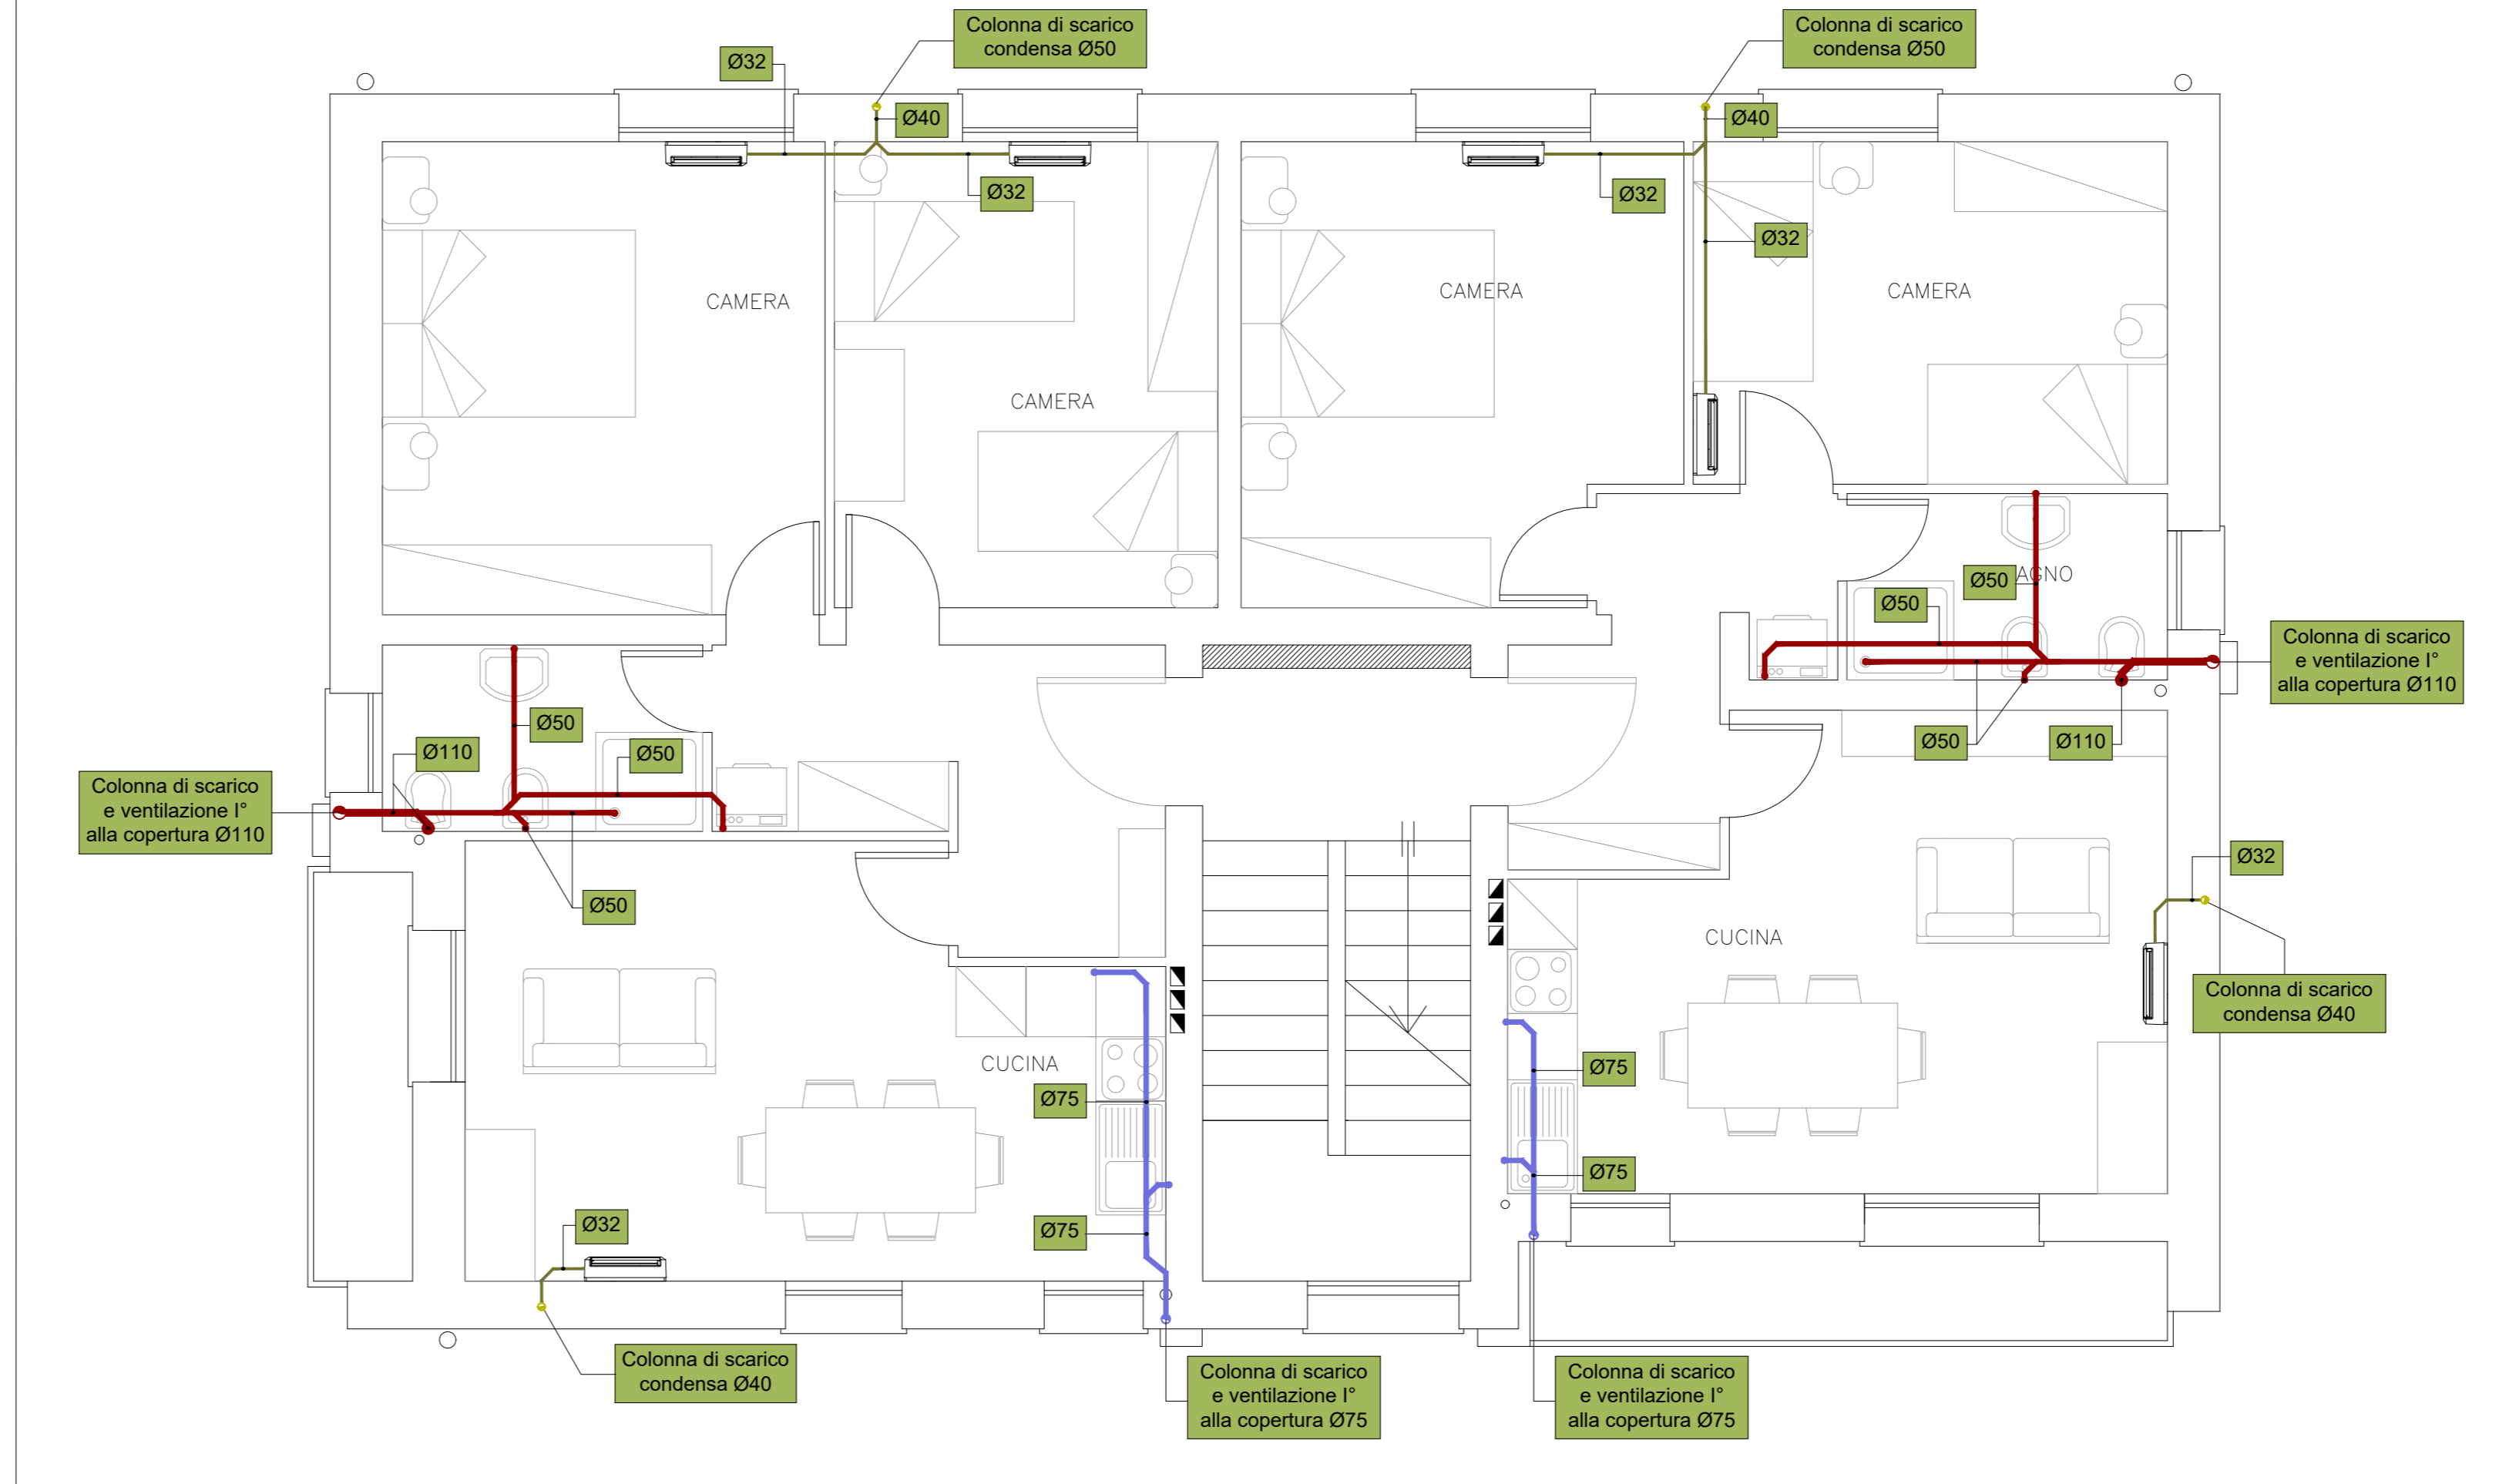 Colonna di scarico
condensa Ø50
Colonna di scarico
condensa Ø50
Ø32
Ø40
Ø40
Ø32
Ø32
Ø32
CAMERA
CAMERA
CAMERA
CAMERA
AGNO
Ø50
Ø50
Colonna di scarico
e ventilazione I°
alla copertura Ø110
Ø50
Ø110
Ø50
Ø50
Ø110
Colonna di scarico
e ventilazione I°
alla copertura Ø110
Ø50
Ø32
CUCINA
Colonna di scarico
condensa Ø40
CUCINA
Ø75
Ø75
Ø75
Ø75
Ø32
Colonna di scarico
condensa Ø40
Colonna di scarico
e ventilazione I°
alla copertura Ø75
Colonna di scarico
e ventilazione I°
alla copertura Ø75